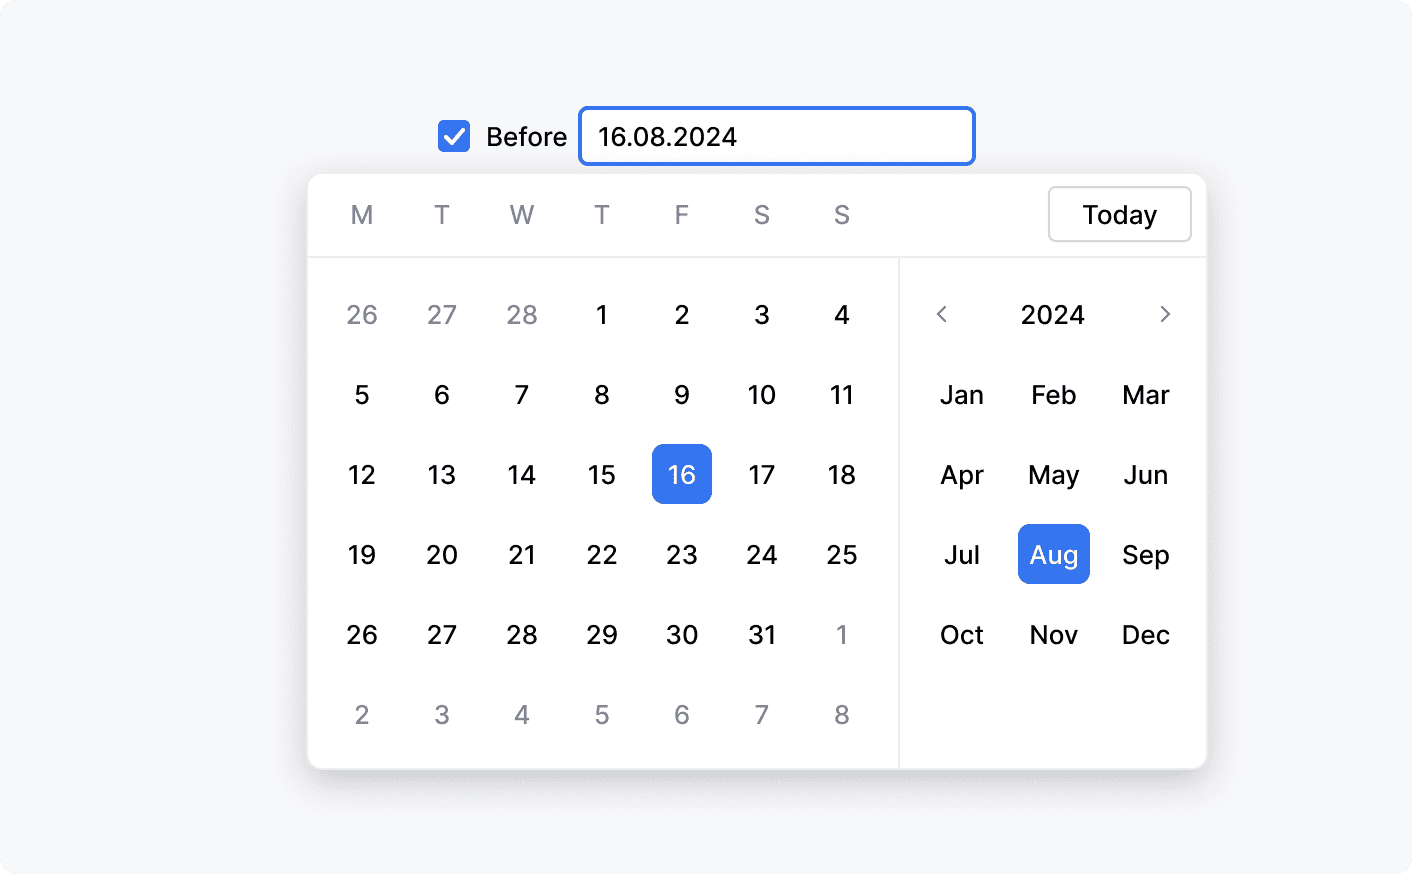 Before 16.08.2024
M T W T F S S Today
26 27 28 1 2 3 4
5 6 7 8 9 10 11
12 13 14 15 16 17 18
19 20 21 22 23 24 25
26 27 28 29 30 31 1
2 3 4 5 6 7 8
2024
Jan Feb Mar
Apr May Jun
Jul Aug Sep
Oct Nov Dec